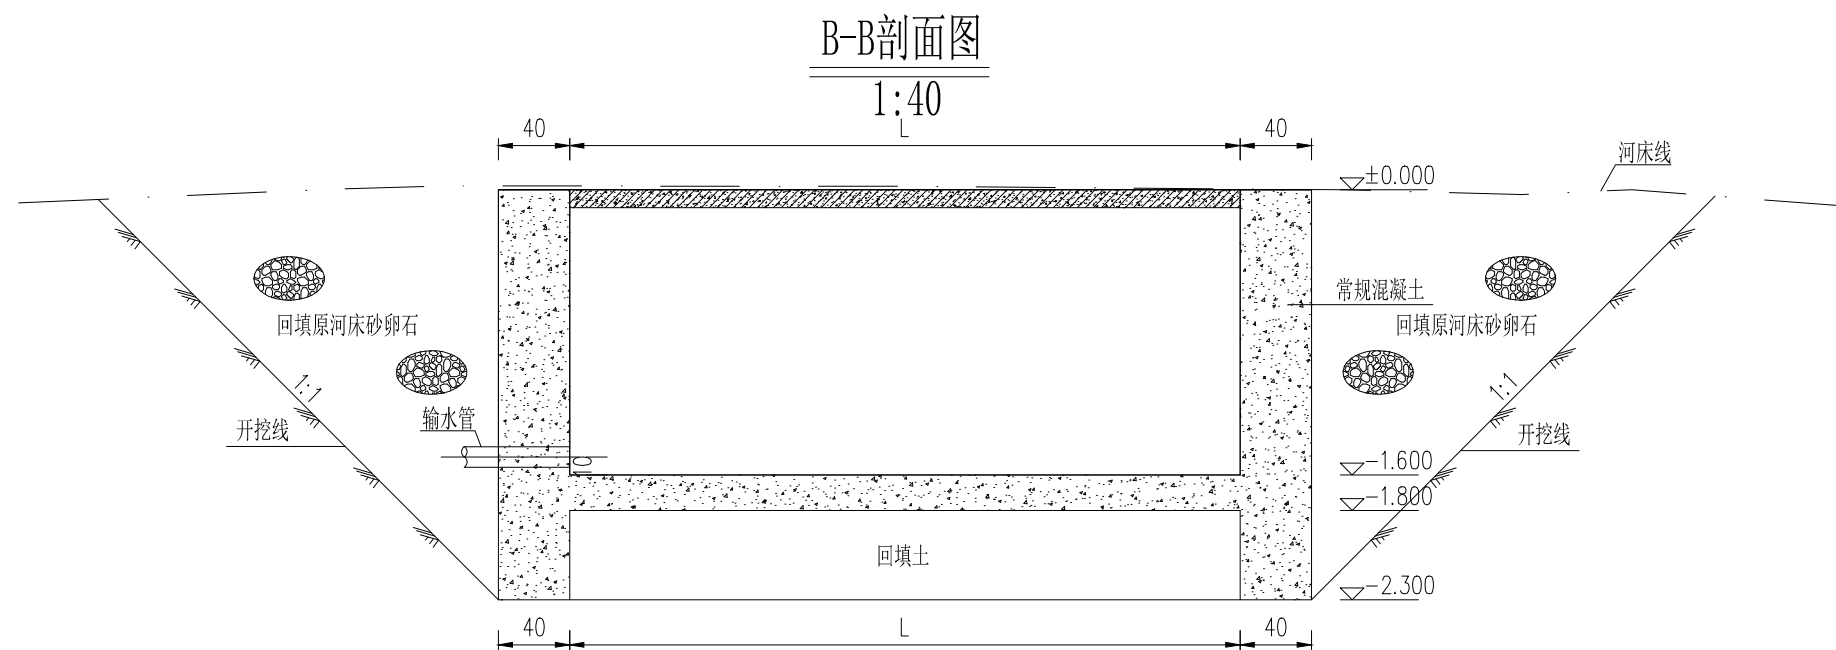 B-B剖面图
1:40
40 L 40
河床线
±0.000
常规混凝土
回填原河床砂卵石 回填原河床砂卵石
1:1 1:1
输水管
开挖线 开挖线
10
-1.600
-1.800
回填土
-2.300
40 L 40